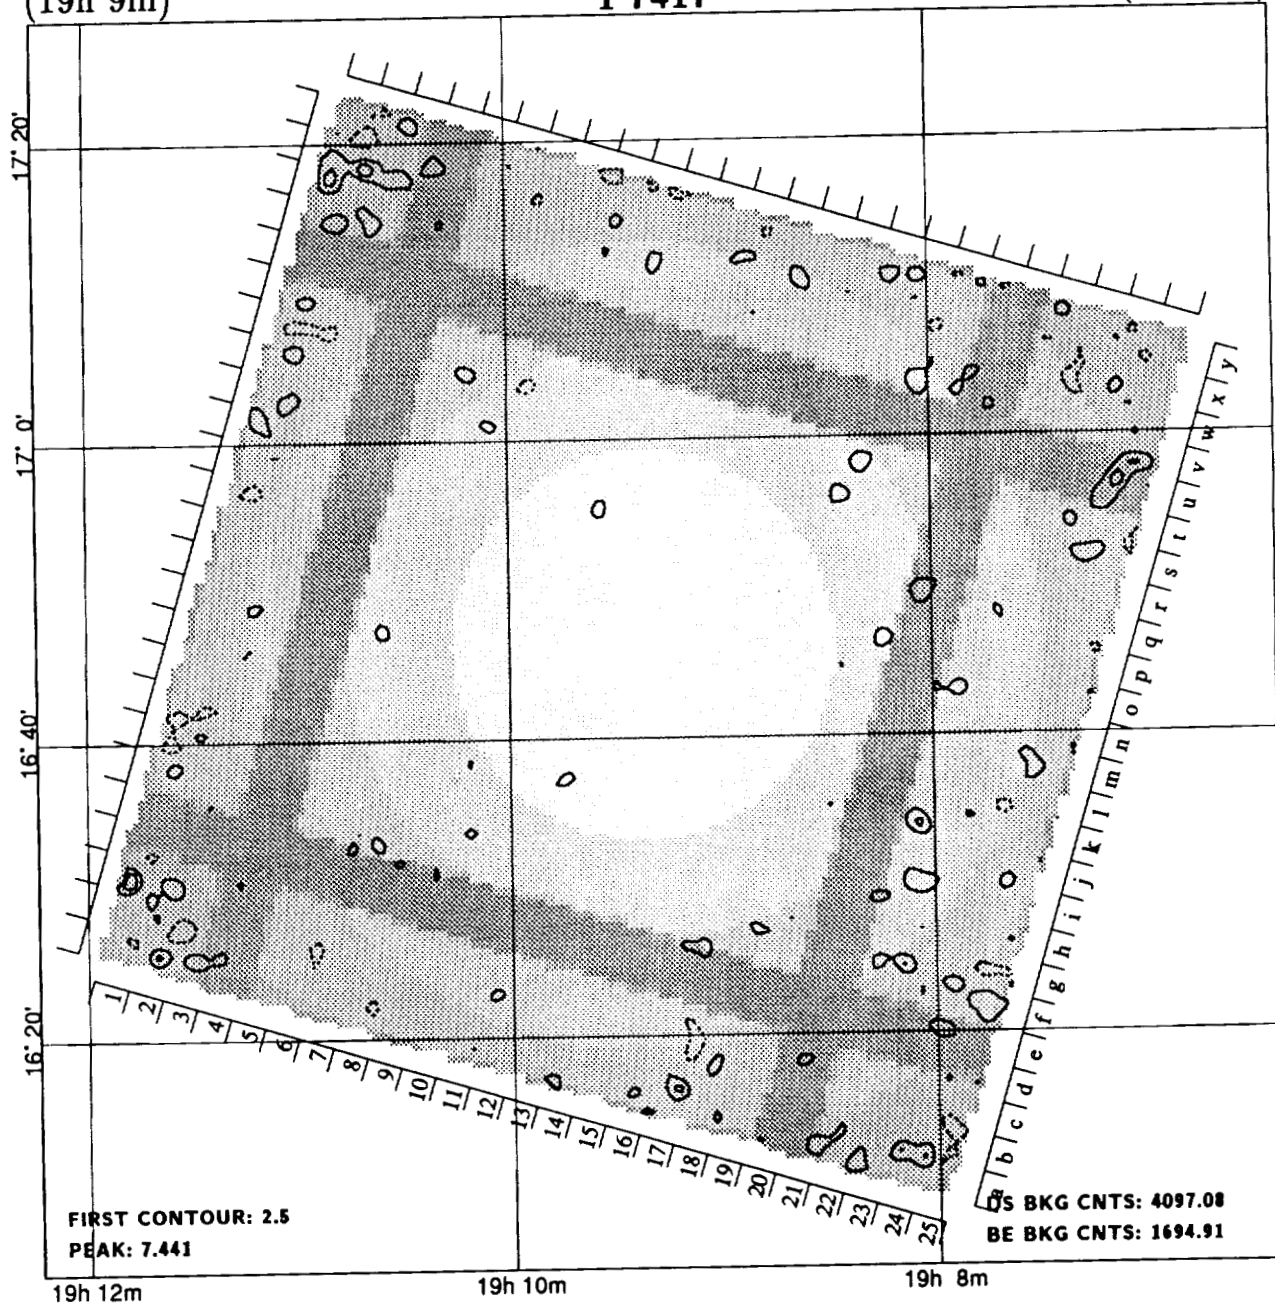 (19h 9m)
17° 20'
17° 0'
16° 40'
16° 20'
y
x
w
v
u
t
s
r
q
p
o
n
m
l
k
j
i
h
g
f
e
d
c
b
a
1 2 3 4 5 6 7 8 9 10 11 12 13 14 15 16 17 18 19 20 21 22 23 24 25
FIRST CONTOUR: 2.5
PEAK: 7.441
DS BKG CNTS: 4097.08
BE BKG CNTS: 1694.91
19h 12m
19h 10m
19h 8m